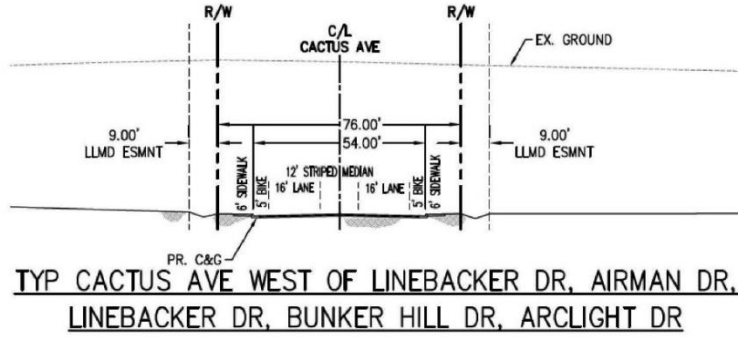 R/W
R/W
C/L
CACTUS AVE
EX. GROUND
76.00'
54.00'
9.00'
LLMD ESMNT
9.00'
LLMD ESMNT
6' SIDEWALK
5' BIKE
12' STRIPED MEDIAN
16' LANE
16' LANE
5' BIKE
6' SIDEWALK
PR. C&G
TYP CACTUS AVE WEST OF LINEBACKER DR, AIRMAN DR,
LINEBACKER DR, BUNKER HILL DR, ARCLIGHT DR